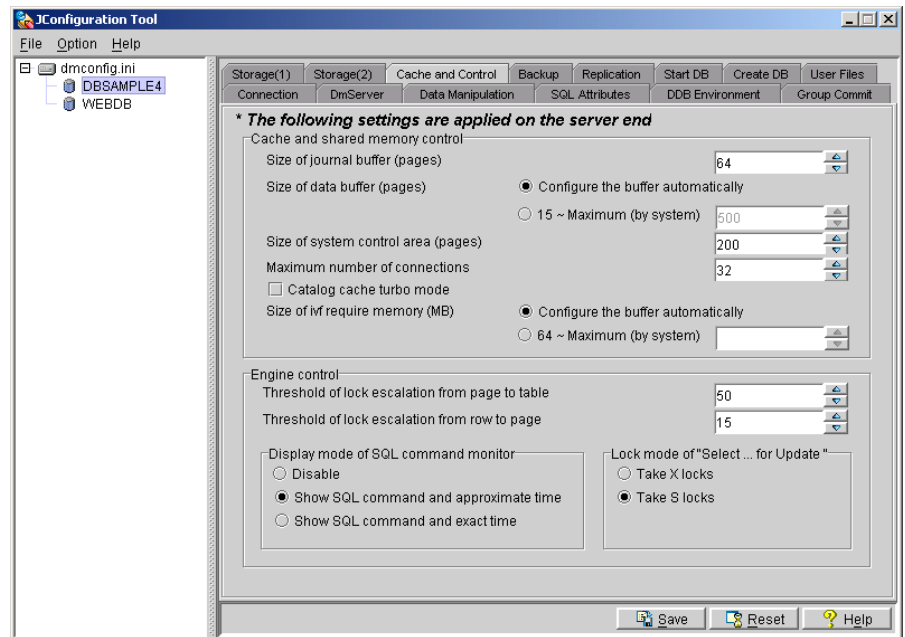 JConfiguration Tool
File Option Help
dmconfig.ini
DBSAMPLE4
WEBDB
Storage(1) Storage(2) Cache and Control Backup Replication Start DB Create DB User Files
Connection DmServer Data Manipulation SQL Attributes DDB Environment Group Commit
* The following settings are applied on the server end
Cache and shared memory control
Size of journal buffer (pages) 64
Size of data buffer (pages) Configure the buffer automatically
15 ~ Maximum (by system) 500
Size of system control area (pages) 200
Maximum number of connections 32
Catalog cache turbo mode
Size of ivf require memory (MB) Configure the buffer automatically
64 ~ Maximum (by system)
Engine control
Threshold of lock escalation from page to table 50
Threshold of lock escalation from row to page 15
Display mode of SQL command monitor
Disable
Show SQL command and approximate time
Show SQL command and exact time
Lock mode of "Select ... for Update "
Take X locks
Take S locks
Save Reset Help